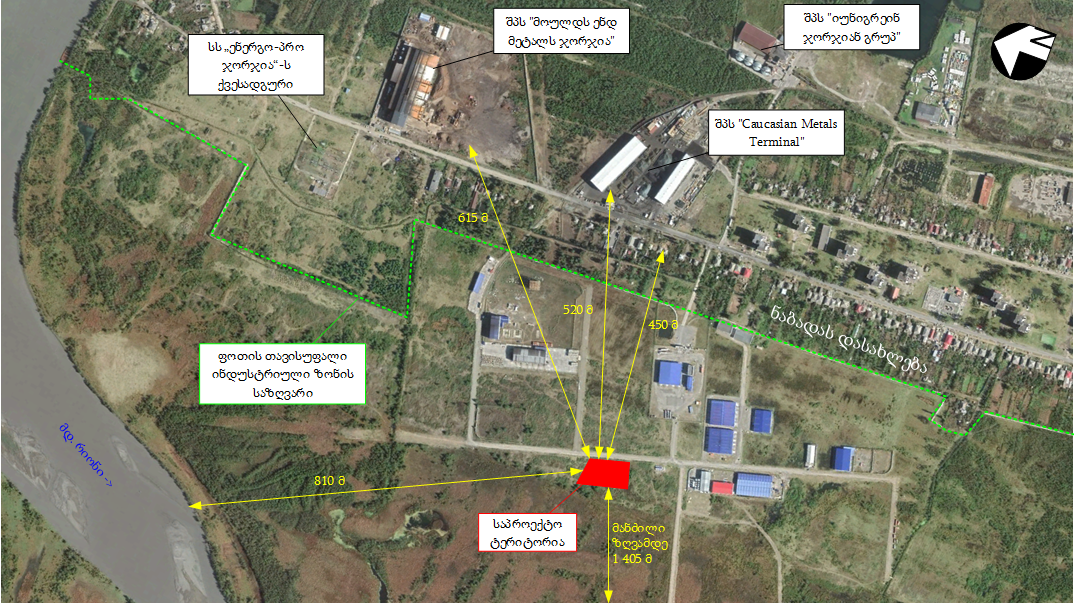 სს „ენერგო-პრო
ჯორჯია“-ს
ქვესადგური
შპს "მოულდს ენდ
მეტალს ჯორჯია"
შპს "იუნიგრეინ
ჯორჯიან გრუპ"
შპს "Caucasian Metals
Terminal"
615 მ
520 მ
450 მ
ნაბადას დასახლება
ფოთის თავისუფალი
ინდუსტრიული ზონის
საზღვარი
მდ. რიონი ->
810 მ
საპროექტო
ტერიტორია
მანძილი
ზღვამდე
1 405 მ